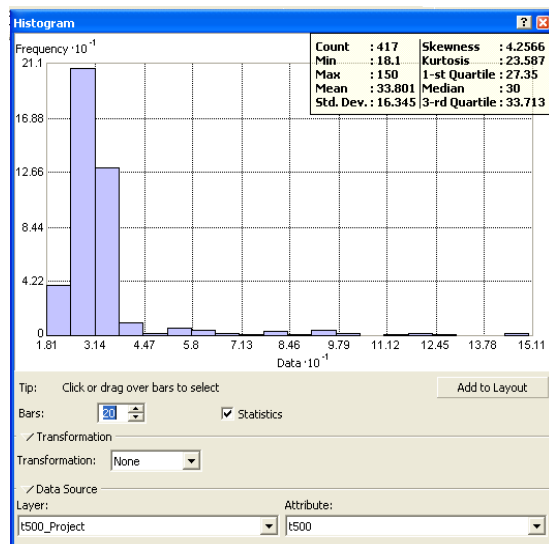 Histogram
Frequency ·10⁻¹
Count : 417 Skewness : 4.2566
Min : 18.1 Kurtosis : 23.587
Max : 150 1-st Quartile : 27.35
Mean : 33.801 Median : 30
Std. Dev. : 16.345 3-rd Quartile : 33.713
21.1
16.88
12.66
8.44
4.22
0
1.81 3.14 4.47 5.8 7.13 8.46 9.79 11.12 12.45 13.78 15.11
Data ·10⁻¹
Tip: Click or drag over bars to select Add to Layout
Bars: 20 Statistics
Transformation
Transformation: None
Data Source
Layer: Attribute:
t500_Project t500